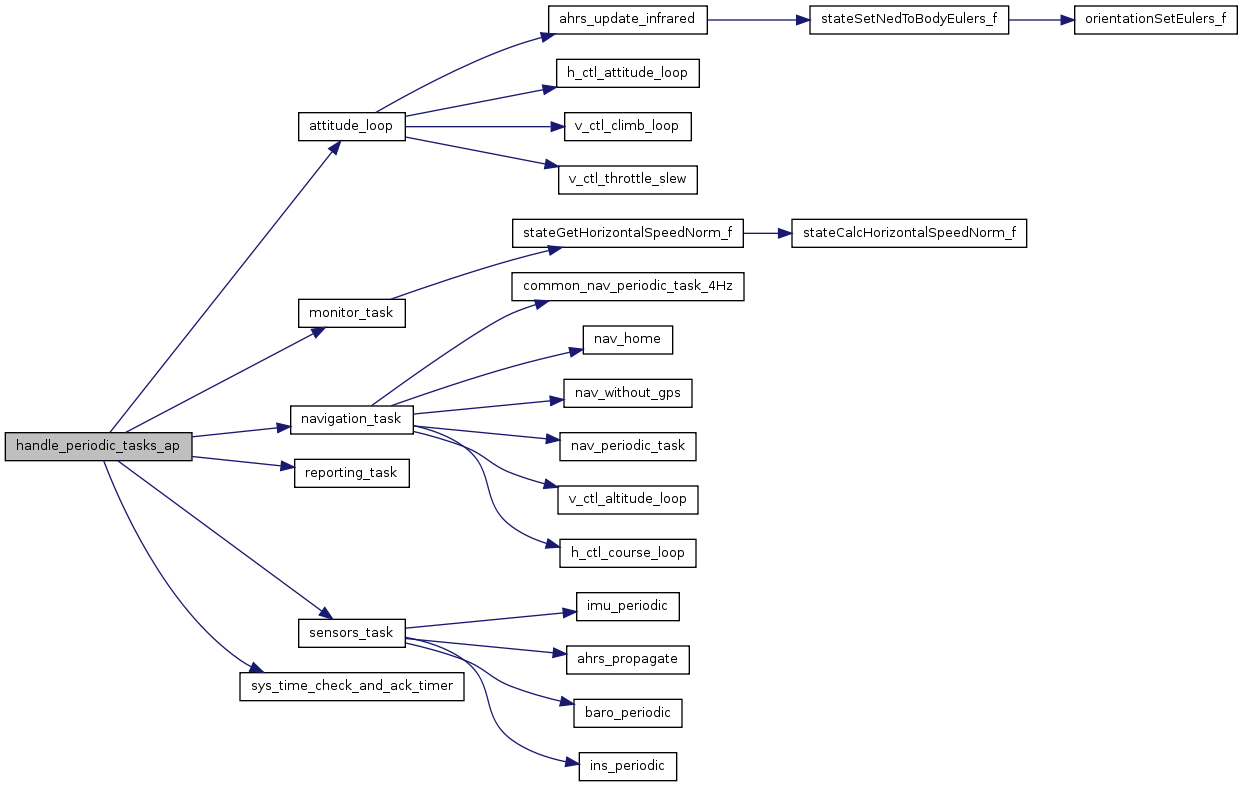 ahrs_update_infrared
stateSetNedToBodyEulers_f
orientationSetEulers_f
h_ctl_attitude_loop
attitude_loop
v_ctl_climb_loop
v_ctl_throttle_slew
stateGetHorizontalSpeedNorm_f
stateCalcHorizontalSpeedNorm_f
common_nav_periodic_task_4Hz
monitor_task
nav_home
nav_without_gps
navigation_task
handle_periodic_tasks_ap
nav_periodic_task
reporting_task
v_ctl_altitude_loop
h_ctl_course_loop
imu_periodic
sensors_task
ahrs_propagate
sys_time_check_and_ack_timer
baro_periodic
ins_periodic